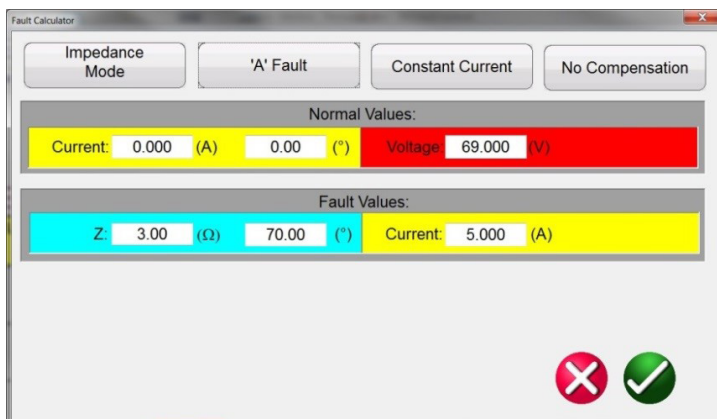 Fault Calculator
Impedance
Mode
'A' Fault
Constant Current
No Compensation
Normal Values:
Current: 0.000 (A) 0.00 (°) Voltage: 69.000 (V)
Fault Values:
Z: 3.00 (Ω) 70.00 (°) Current: 5.000 (A)